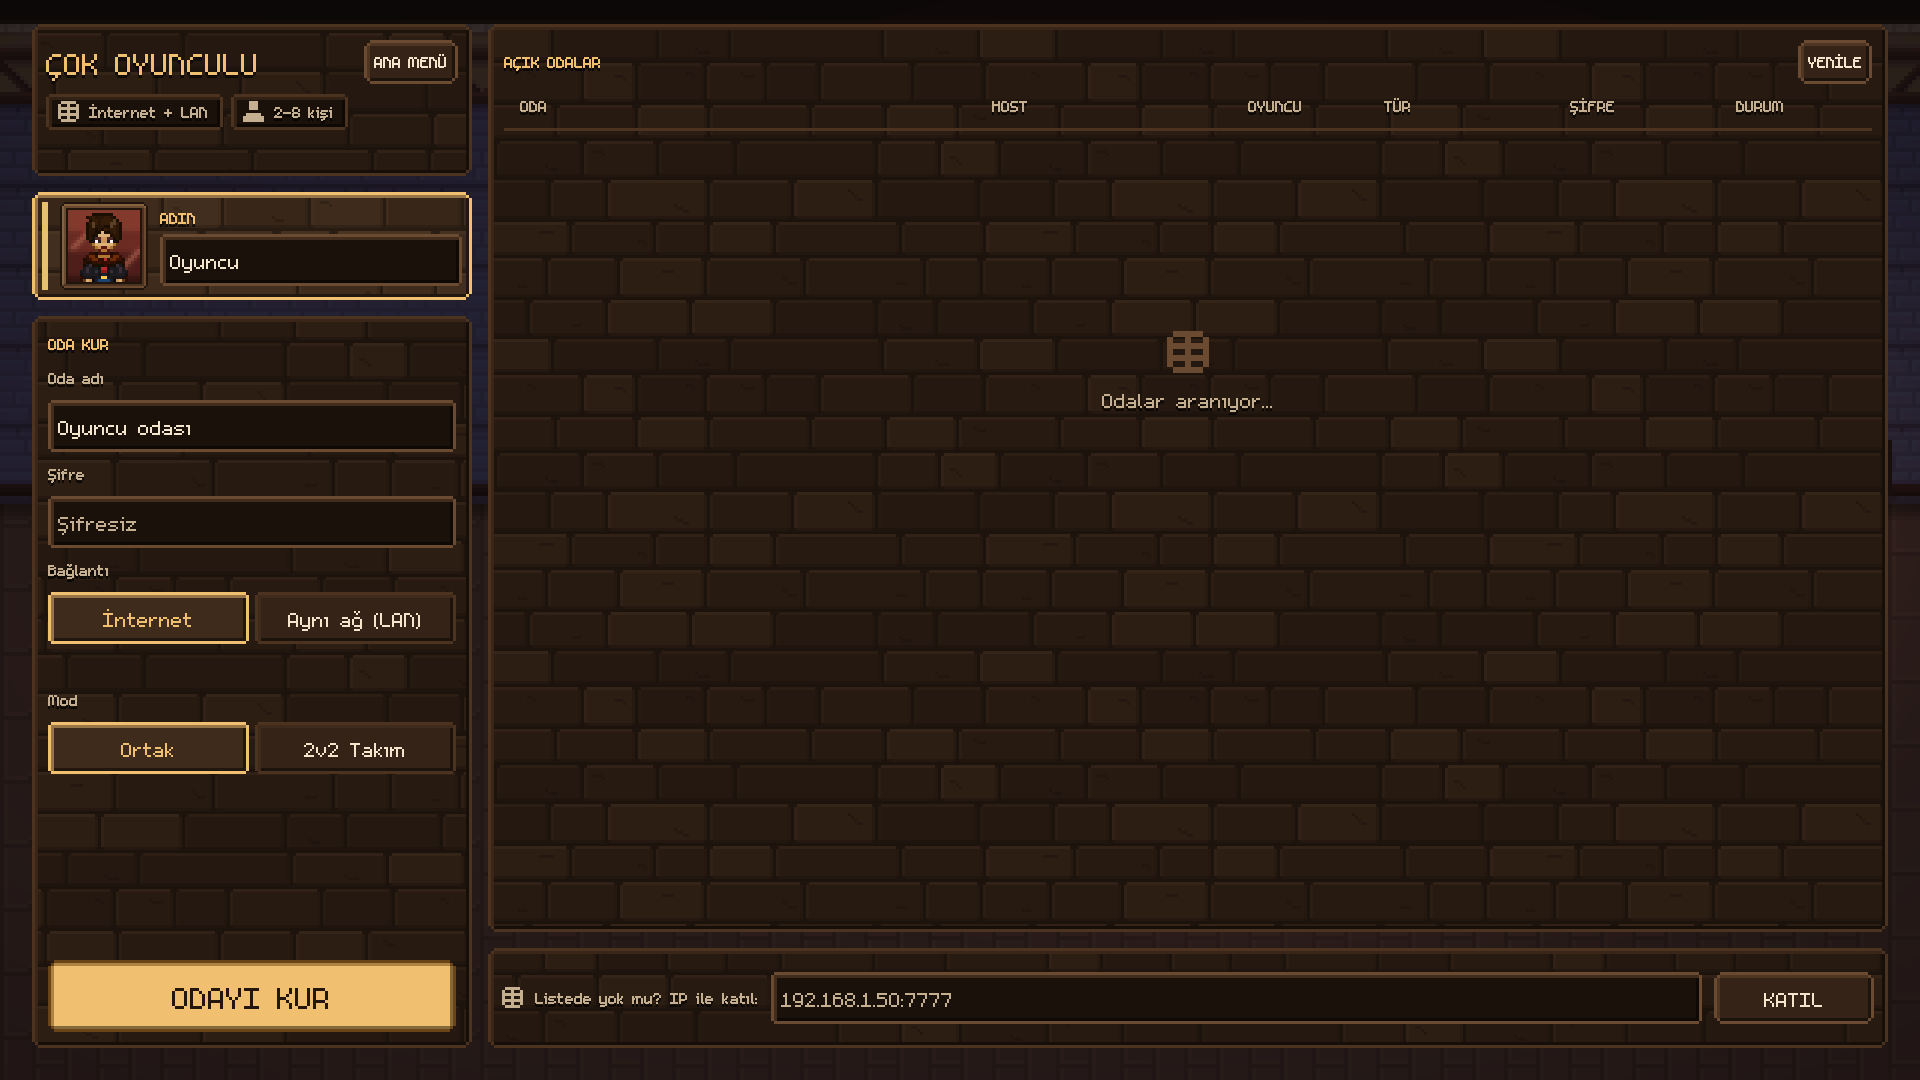 ÇOK OYUNCULU
ANA MENÜ
İnternet + LAN
2-8 kişi
ADIN
Oyuncu
ODA KUR
Oda adı
Oyuncu odası
Şifre
Şifresiz
Bağlantı
İnternet
Aynı ağ (LAN)
Mod
Ortak
2v2 Takım
ODAYI KUR
AÇIK ODALAR
YENİLE
ODA HOST OYUNCU TÜR ŞİFRE DURUM
Odalar aranıyor...
Listede yok mu? IP ile katıl:
192.168.1.50:7777
KATIL